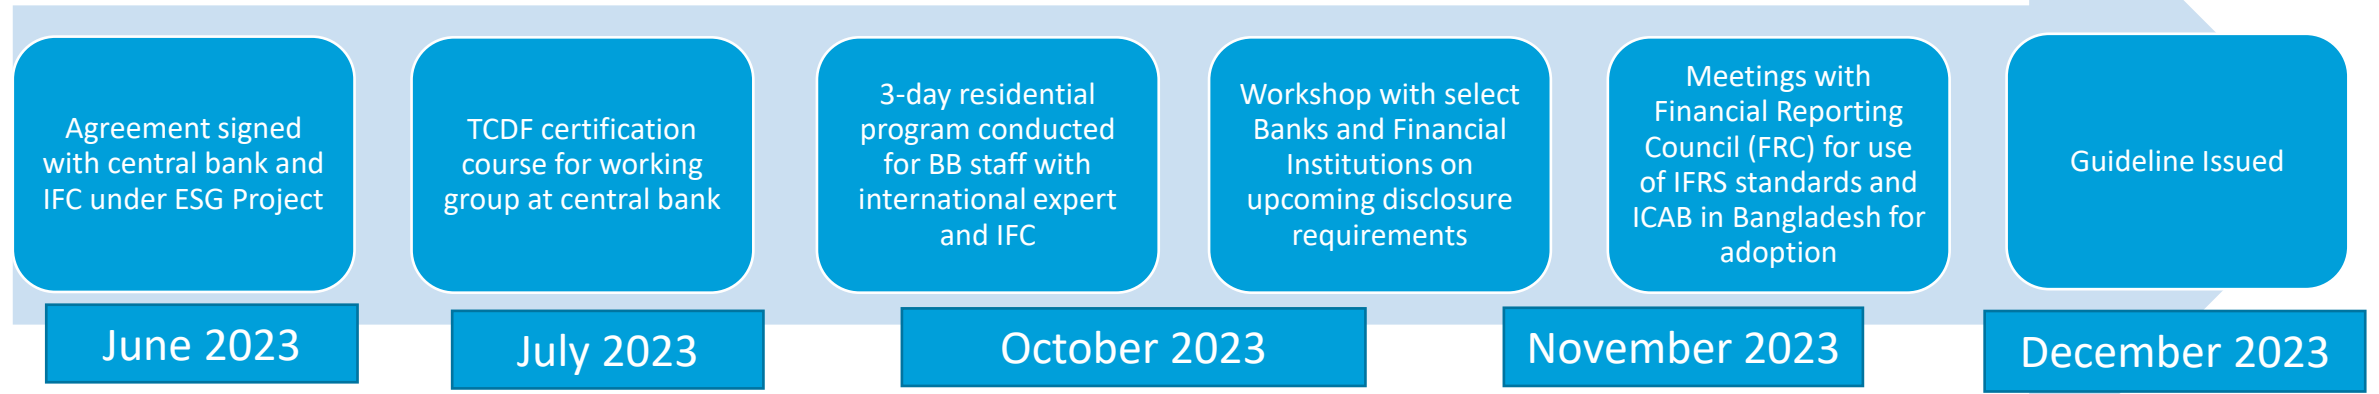 Agreement signed
with central bank and
IFC under ESG Project
TCDF certification
course for working
group at central bank
3-day residential
program conducted
for BB staff with
international expert
and IFC
Workshop with select
Banks and Financial
Institutions on
upcoming disclosure
requirements
Meetings with
Financial Reporting
Council (FRC) for use
of IFRS standards and
ICAB in Bangladesh for
adoption
Guideline Issued
June 2023
July 2023
October 2023
November 2023
December 2023